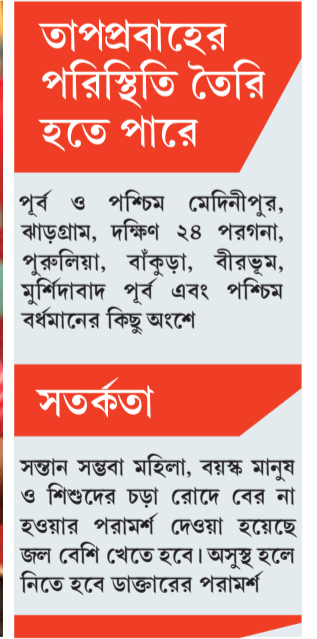 তাপপ্রবাহের
পরিস্থিতি তৈরি
হতে পারে
পূর্ব ও পশ্চিম মেদিনীপুর,
ঝাড়গ্রাম, দক্ষিণ ২৪ পরগনা,
পুরুলিয়া, বাঁকুড়া, বীরভূম,
মুর্শিদাবাদ পূর্ব এবং পশ্চিম
বর্ধমানের কিছু অংশে
সতর্কতা
সন্তান সম্ভবা মহিলা, বয়স্ক মানুষ
ও শিশুদের চড়া রোদে বের না
হওয়ার পরামর্শ দেওয়া হয়েছে
জল বেশি খেতে হবে। অসুস্থ হলে
নিতে হবে ডাক্তারের পরামর্শ